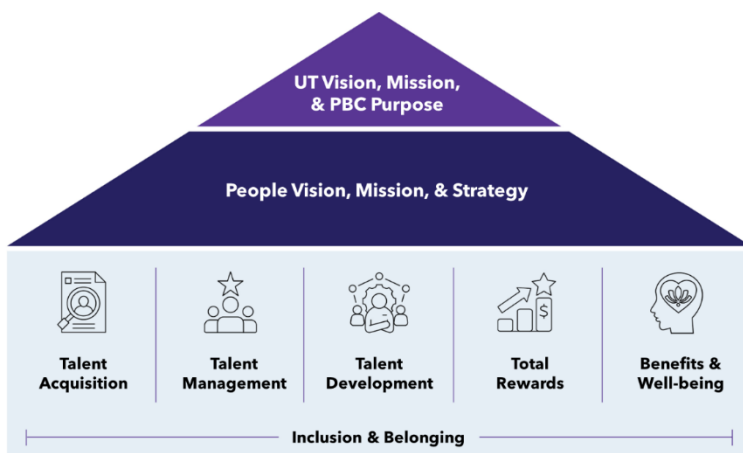 UT Vision, Mission,
& PBC Purpose
People Vision, Mission, & Strategy
$
Talent
Acquisition
Talent
Management
Talent
Development
Total
Rewards
Benefits &
Well-being
Inclusion & Belonging